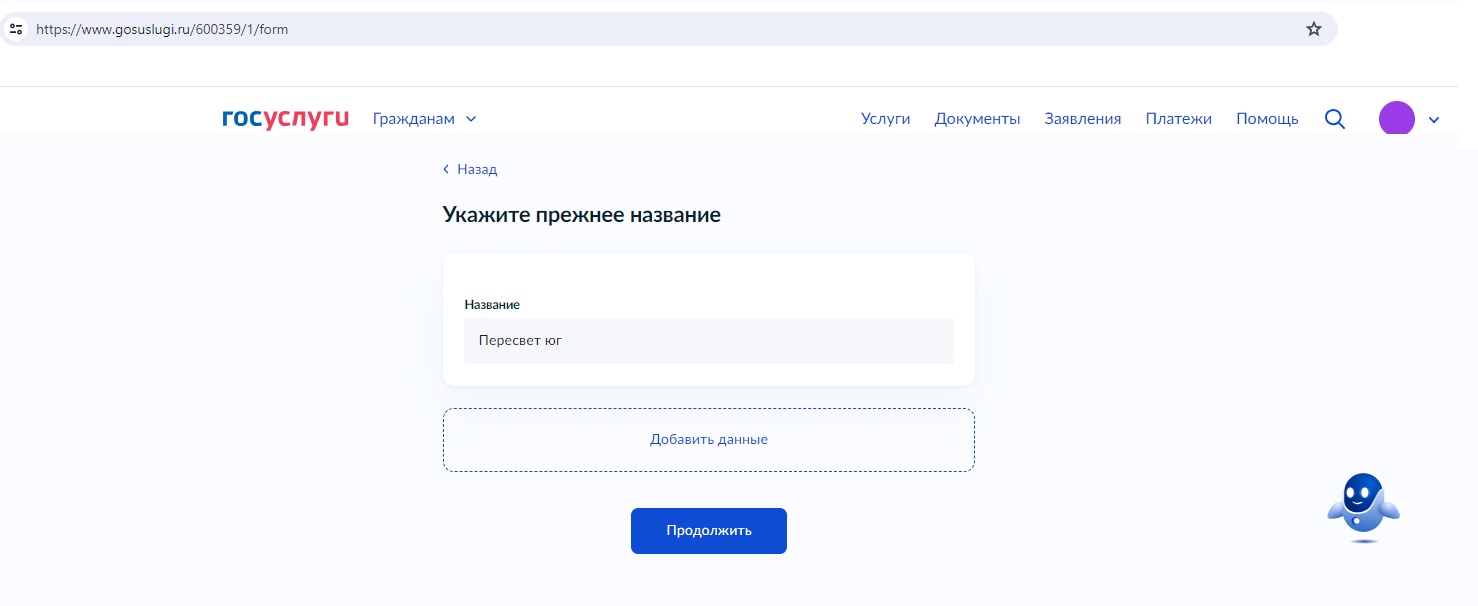 https://www.gosuslugi.ru/600359/1/form
госуслуги Гражданам Услуги Документы Заявления Платежи Помощь
Назад
Укажите прежнее название
Название
Пересвет юг
Добавить данные
Продолжить